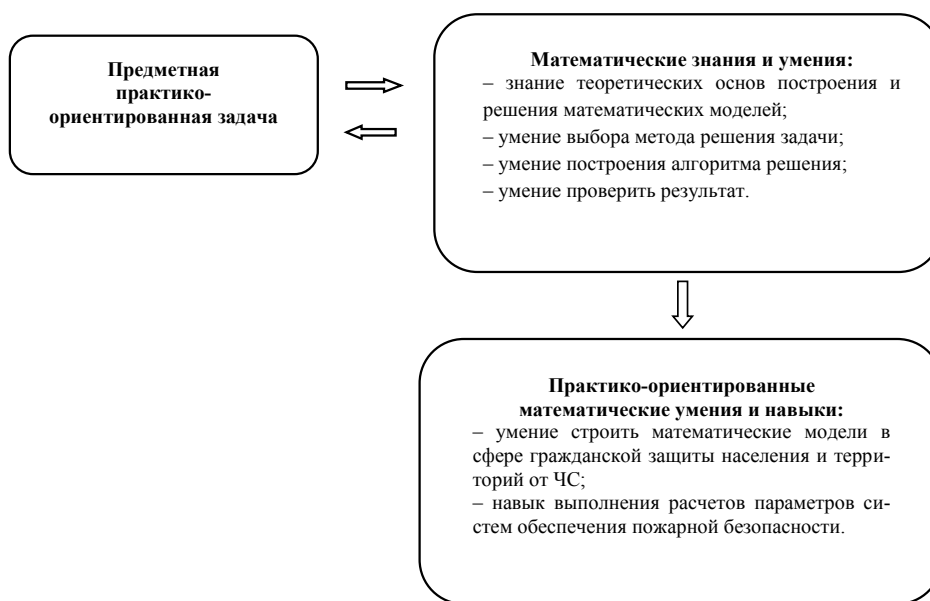 Предметная
практико-
ориентированная задача
Математические знания и умения:
– знание теоретических основ построения и
решения математических моделей;
– умение выбора метода решения задачи;
– умение построения алгоритма решения;
– умение проверить результат.
Практико-ориентированные
математические умения и навыки:
– умение строить математические модели в
сфере гражданской защиты населения и терри-
торий от ЧС;
– навык выполнения расчетов параметров си-
стем обеспечения пожарной безопасности.